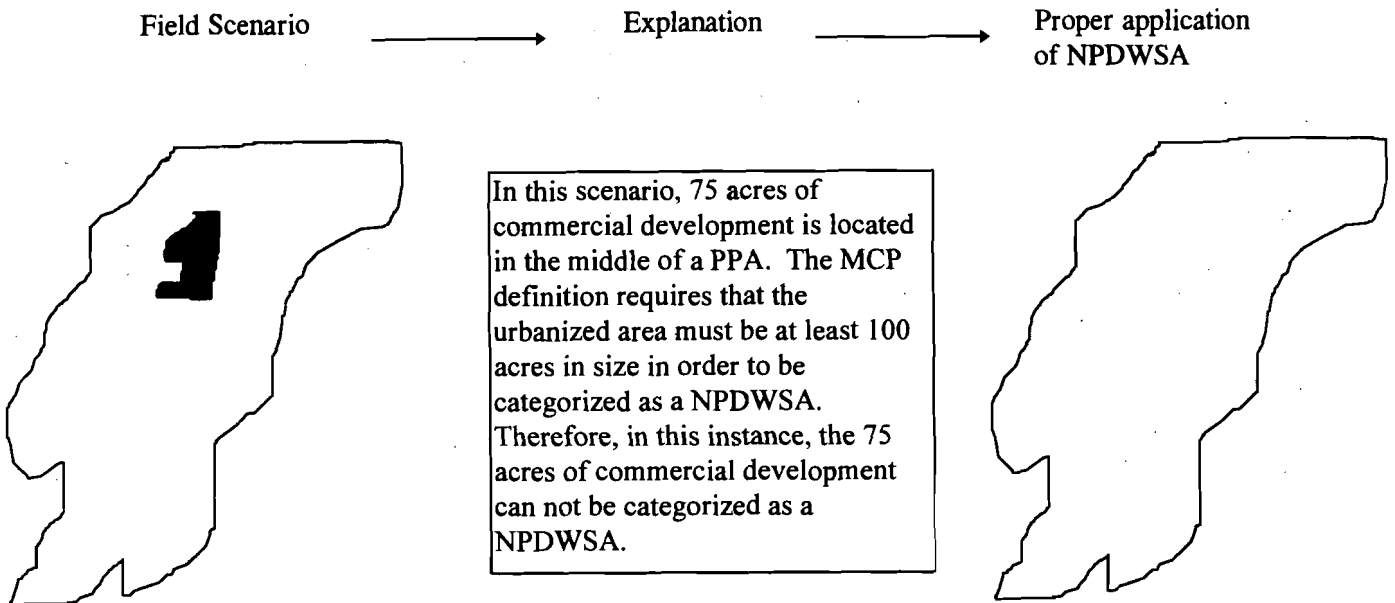 Field Scenario
Explanation
Proper application
of NPDWSA
In this scenario, 75 acres of
commercial development is located
in the middle of a PPA. The MCP
definition requires that the
urbanized area must be at least 100
acres in size in order to be
categorized as a NPDWSA.
Therefore, in this instance, the 75
acres of commercial development
can not be categorized as a
NPDWSA.